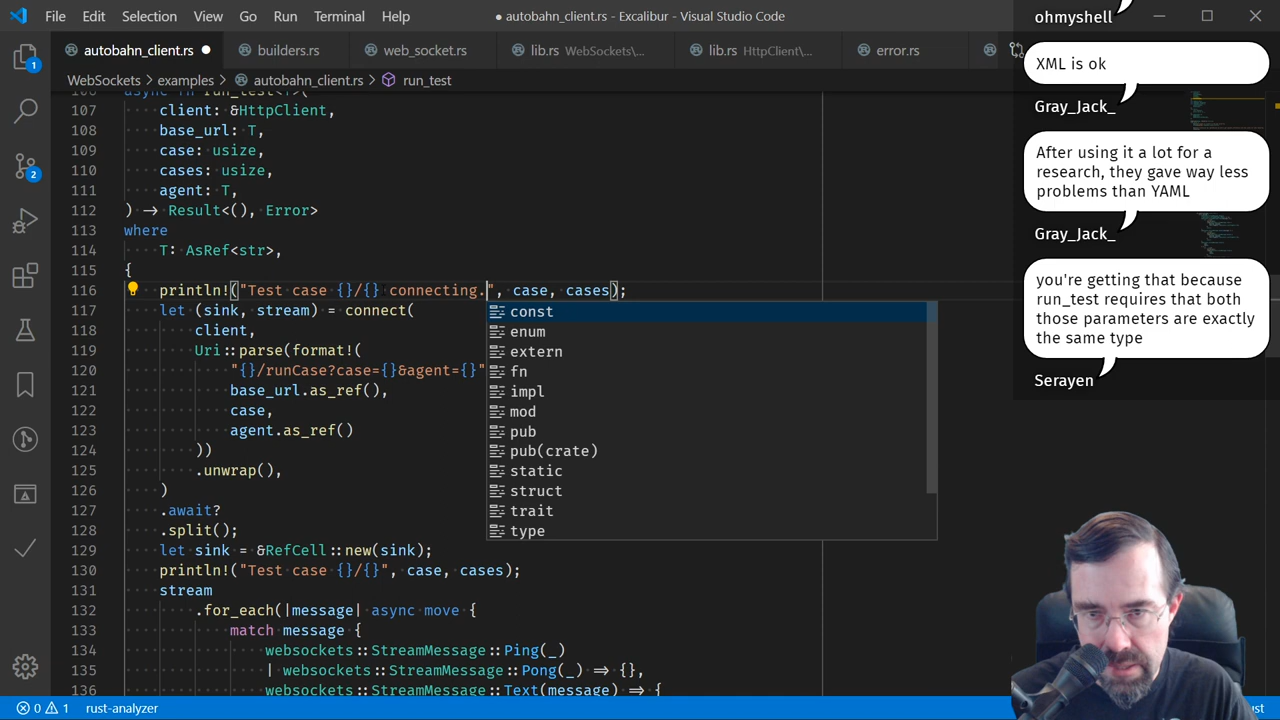 File Edit Selection View Go Run Terminal Help
● autobahn_client.rs - Excalibur - Visual Studio Code
autobahn_client.rs ● builders.rs web_socket.rs lib.rs WebSockets\... lib.rs HttpClient\... error.rs
WebSockets > examples > autobahn_client.rs > run_test
107 client: &HttpClient,
108 base_url: T,
109 case: usize,
110 cases: usize,
111 agent: T,
112 ) -> Result<(), Error>
113 where
114 T: AsRef<str>,
115 {
116 println!("Test case {}/{} connecting.", case, cases);
117 let (sink, stream) = connect(
118 client,
119 Uri::parse(format!(
120 "{}/runCase?case={}&agent={}"
121 base_url.as_ref(),
122 case,
123 agent.as_ref()
124 ))
125 .unwrap(),
126 )
127 .await?
128 .split();
129 let sink = &RefCell::new(sink);
130 println!("Test case {}/{}", case, cases);
131 stream
132 .for_each(|message| async move {
133 match message {
134 websockets::StreamMessage::Ping(_)
135 | websockets::StreamMessage::Pong(_) => {},
136 websockets::StreamMessage::Text(message) => {
const
enum
extern
fn
impl
mod
pub
pub(crate)
static
struct
trait
type
1
2
0 1 rust-analyzer
ohmyshell
XML is ok
Gray_Jack_
After using it a lot for a
research, they gave way less
problems than YAML
Gray_Jack_
you're getting that because
run_test requires that both
those parameters are exactly
the same type
Serayen